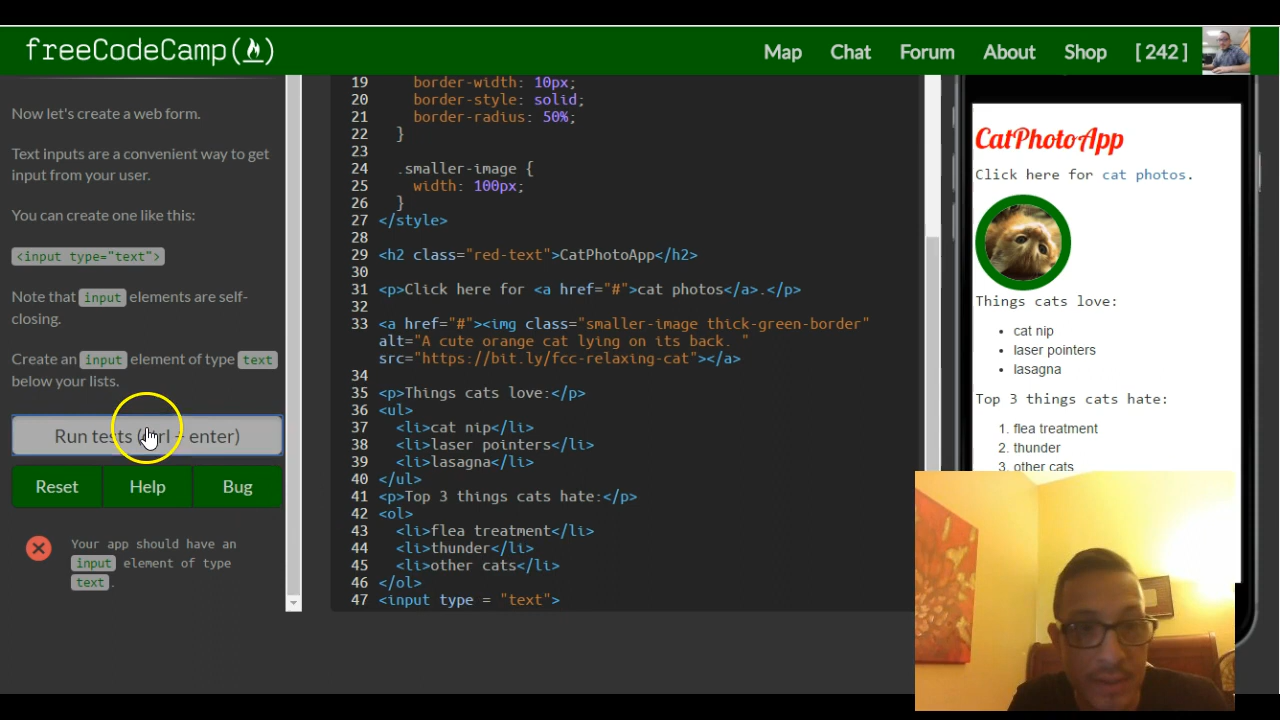 freeCodeCamp(🔥)
Map Chat Forum About Shop [ 242 ]
Now let's create a web form.
Text inputs are a convenient way to get
input from your user.
You can create one like this:
<input type="text">
Note that input elements are self-
closing.
Create an input element of type text
below your lists.
Run tests (ctrl + enter)
Reset Help Bug
Your app should have an
input element of type
text .
19 border-width: 10px;
20 border-style: solid;
21 border-radius: 50%;
22 }
23
24 .smaller-image {
25 width: 100px;
26 }
27 </style>
28
29 <h2 class="red-text">CatPhotoApp</h2>
30
31 <p>Click here for <a href="#">cat photos</a>.</p>
32
33 <a href="#"><img class="smaller-image thick-green-border"
alt="A cute orange cat lying on its back. "
src="https://bit.ly/fcc-relaxing-cat"></a>
34
35 <p>Things cats love:</p>
36 <ul>
37 <li>cat nip</li>
38 <li>laser pointers</li>
39 <li>lasagna</li>
40 </ul>
41 <p>Top 3 things cats hate:</p>
42 <ol>
43 <li>flea treatment</li>
44 <li>thunder</li>
45 <li>other cats</li>
46 </ol>
47 <input type = "text">
CatPhotoApp
Click here for cat photos.
Things cats love:
• cat nip
• laser pointers
• lasagna
Top 3 things cats hate:
1. flea treatment
2. thunder
3. other cats